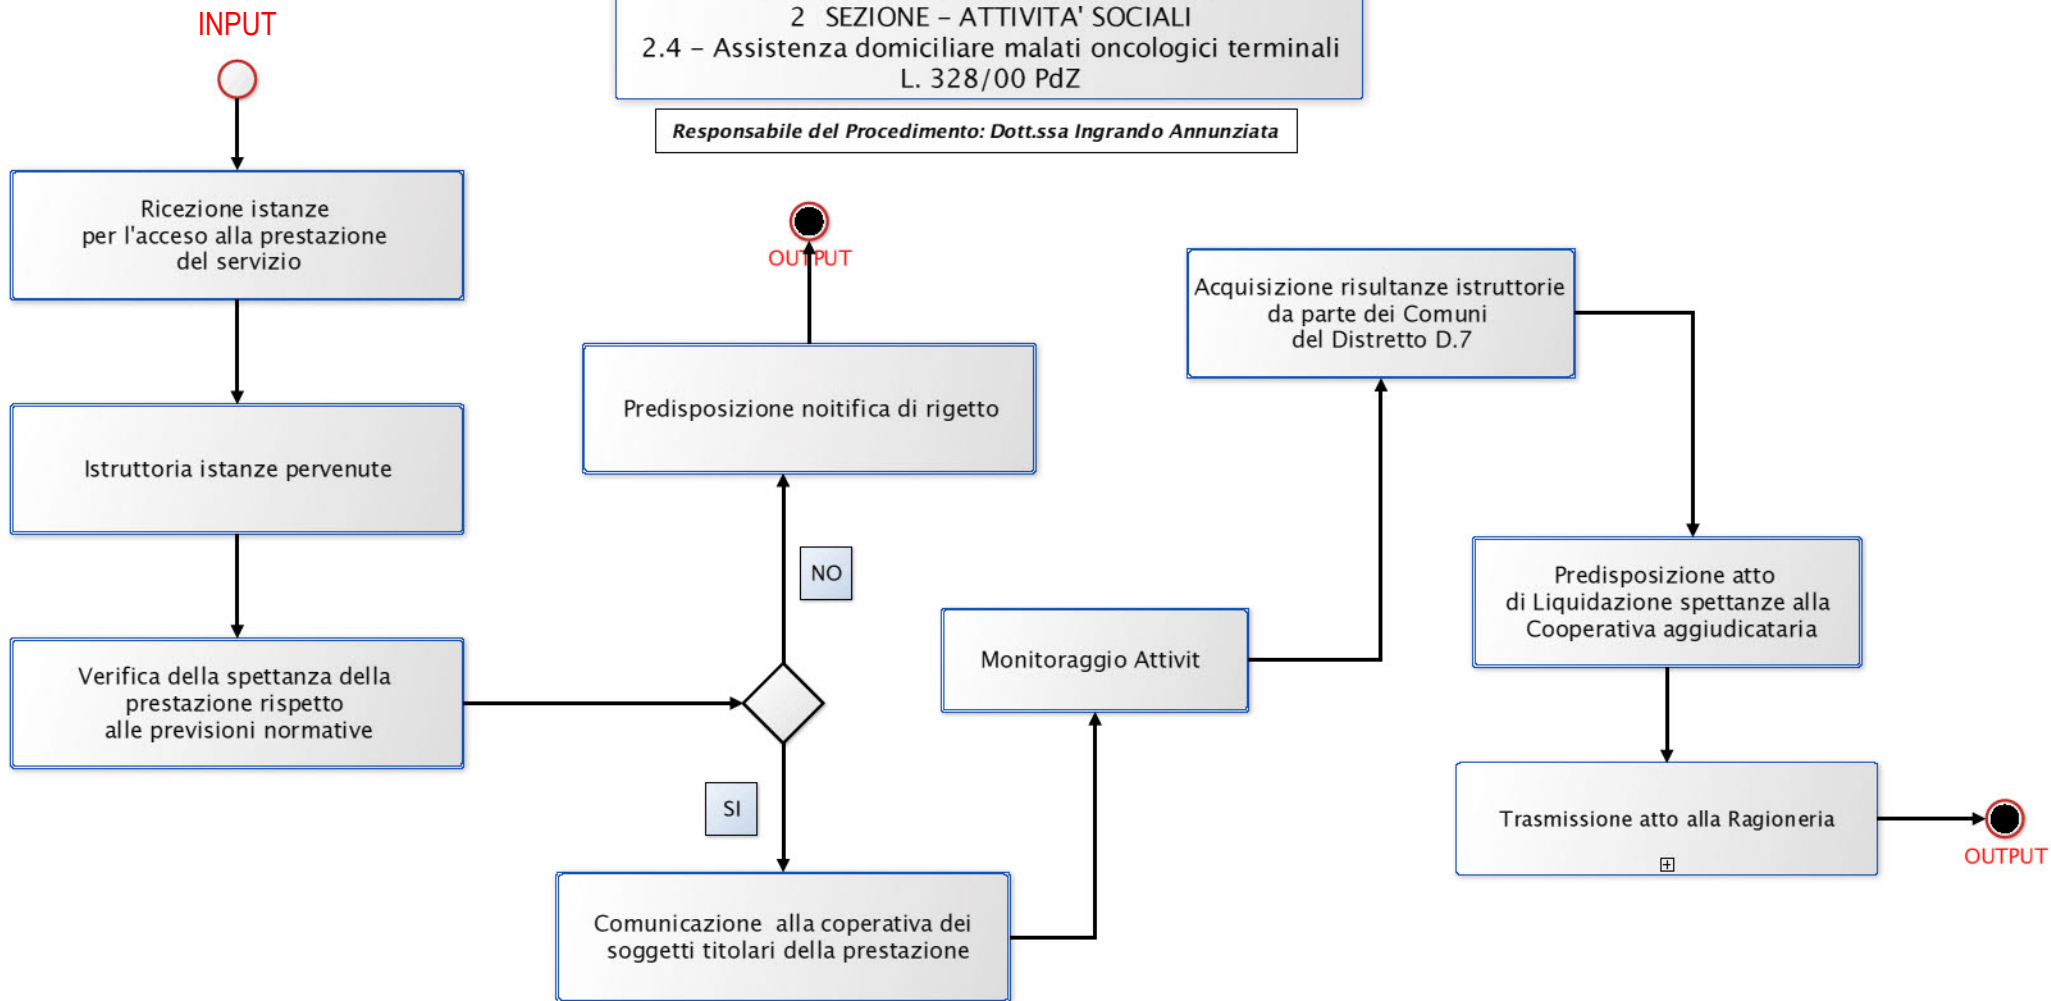 INPUT
2 SEZIONE – ATTIVITA' SOCIALI
2.4 – Assistenza domiciliare malati oncologici terminali
L. 328/00 PdZ
Responsabile del Procedimento: Dott.ssa Ingrando Annunziata
Ricezione istanze
per l'acceso alla prestazione
del servizio
Istruttoria istanze pervenute
Verifica della spettanza della
prestazione rispetto
alle previsioni normative
OUTPUT
Predisposizione noitifica di rigetto
NO
SI
Comunicazione alla coperativa dei
soggetti titolari della prestazione
Monitoraggio Attivit
Acquisizione risultanze istruttorie
da parte dei Comuni
del Distretto D.7
Predisposizione atto
di Liquidazione spettanze alla
Cooperativa aggiudicataria
Trasmissione atto alla Ragioneria
OUTPUT